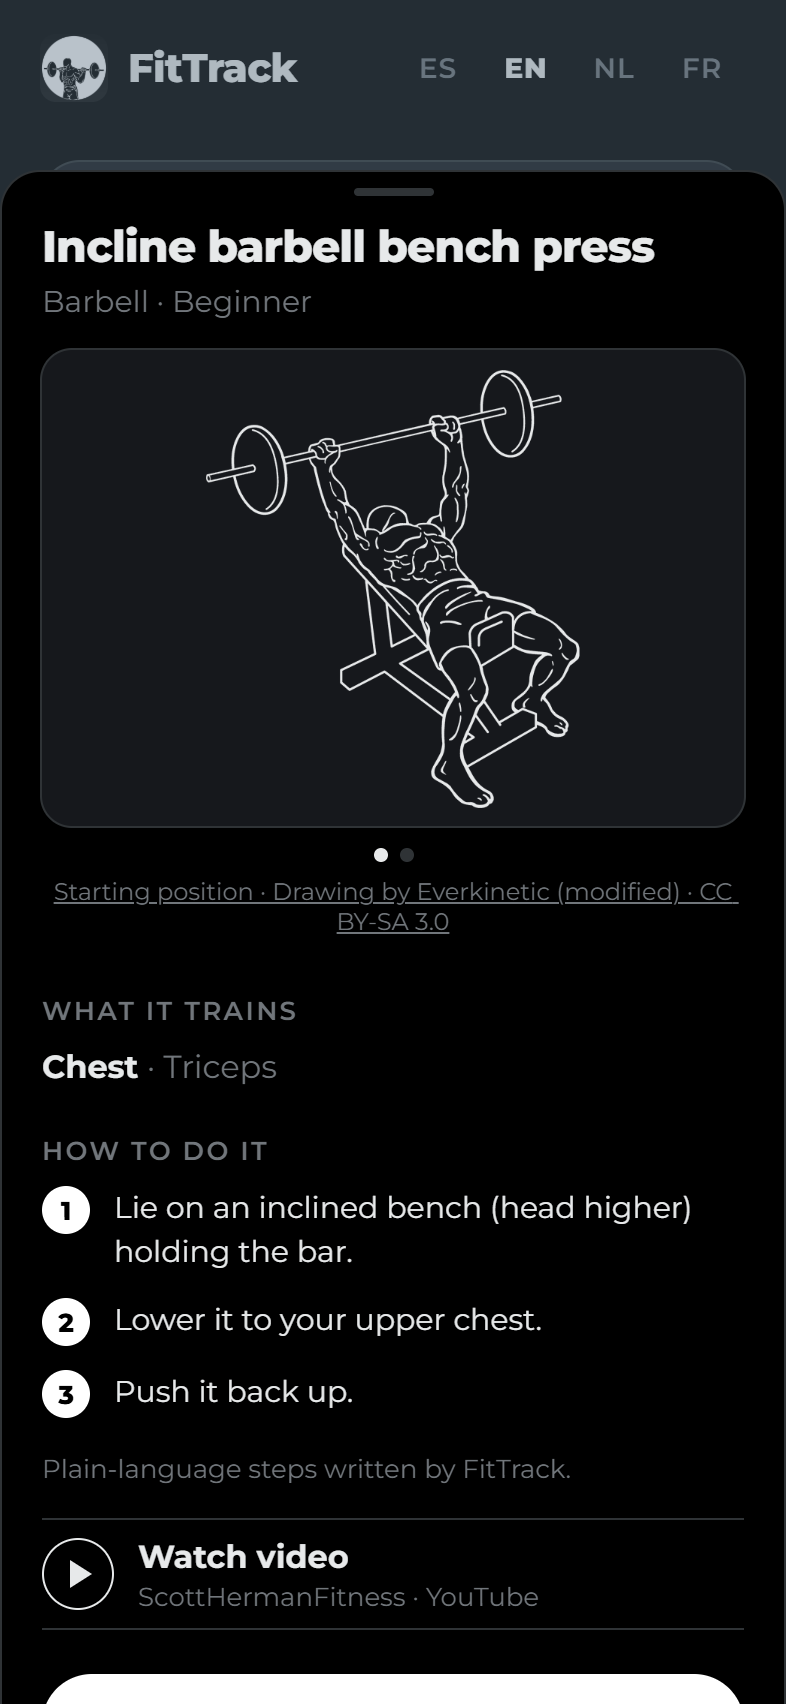 FitTrack
ES EN NL FR
Incline barbell bench press
Barbell · Beginner
Starting position · Drawing by Everkinetic (modified) · CC
BY-SA 3.0
WHAT IT TRAINS
Chest · Triceps
HOW TO DO IT
1 Lie on an inclined bench (head higher)
holding the bar.
2 Lower it to your upper chest.
3 Push it back up.
Plain-language steps written by FitTrack.
Watch video
ScottHermanFitness · YouTube